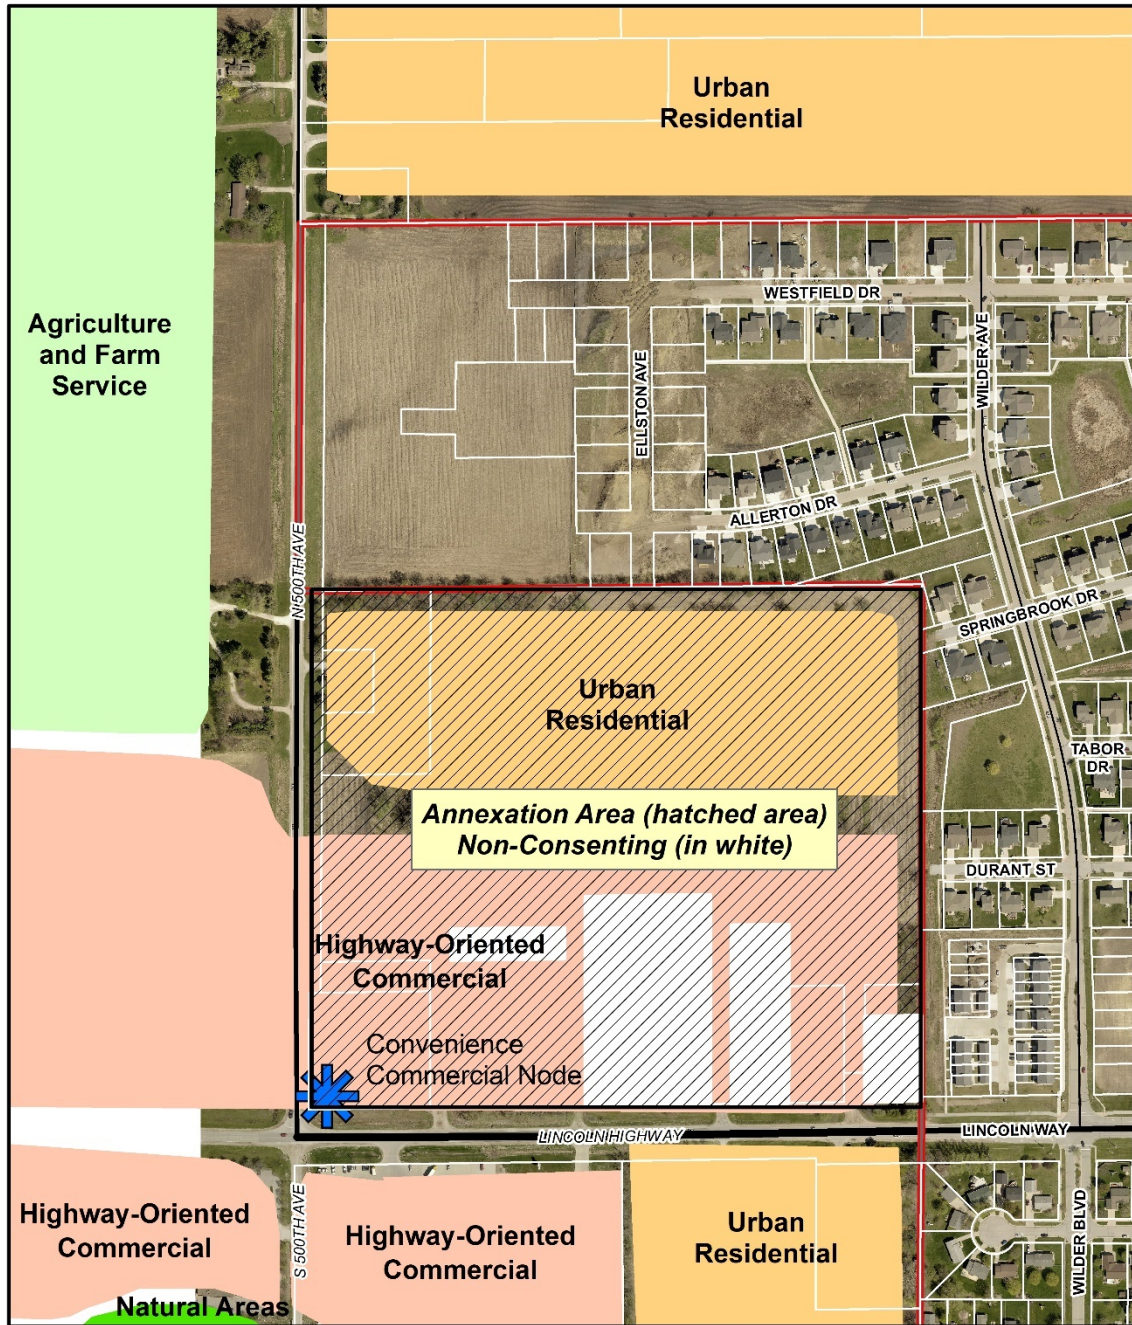 Urban
Residential
Agriculture
and Farm
Service
WESTFIELD DR
WILDER AVE
ELLSTON AVE
ALLERTON DR
N 500TH AVE
SPRINGBROOK DR
Urban
Residential
TABOR
DR
Annexation Area (hatched area)
Non-Consenting (in white)
DURANT ST
Highway-Oriented
Commercial
Convenience
Commercial Node
LINCOLN HIGHWAY
LINCOLN WAY
S 500TH AVE
Highway-Oriented
Commercial
Highway-Oriented
Commercial
Urban
Residential
WILDER BLVD
Natural Areas